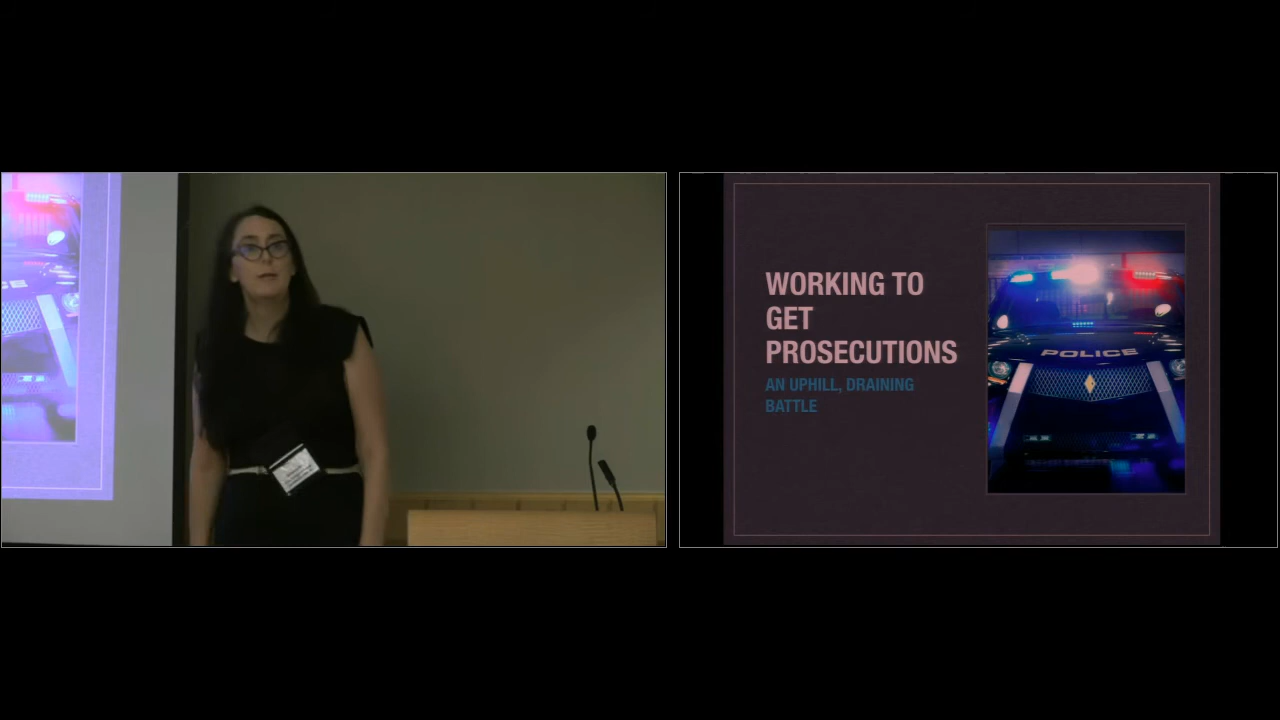 WORKING TO
GET
PROSECUTIONS
AN UPHILL, DRAINING
BATTLE
POLICE